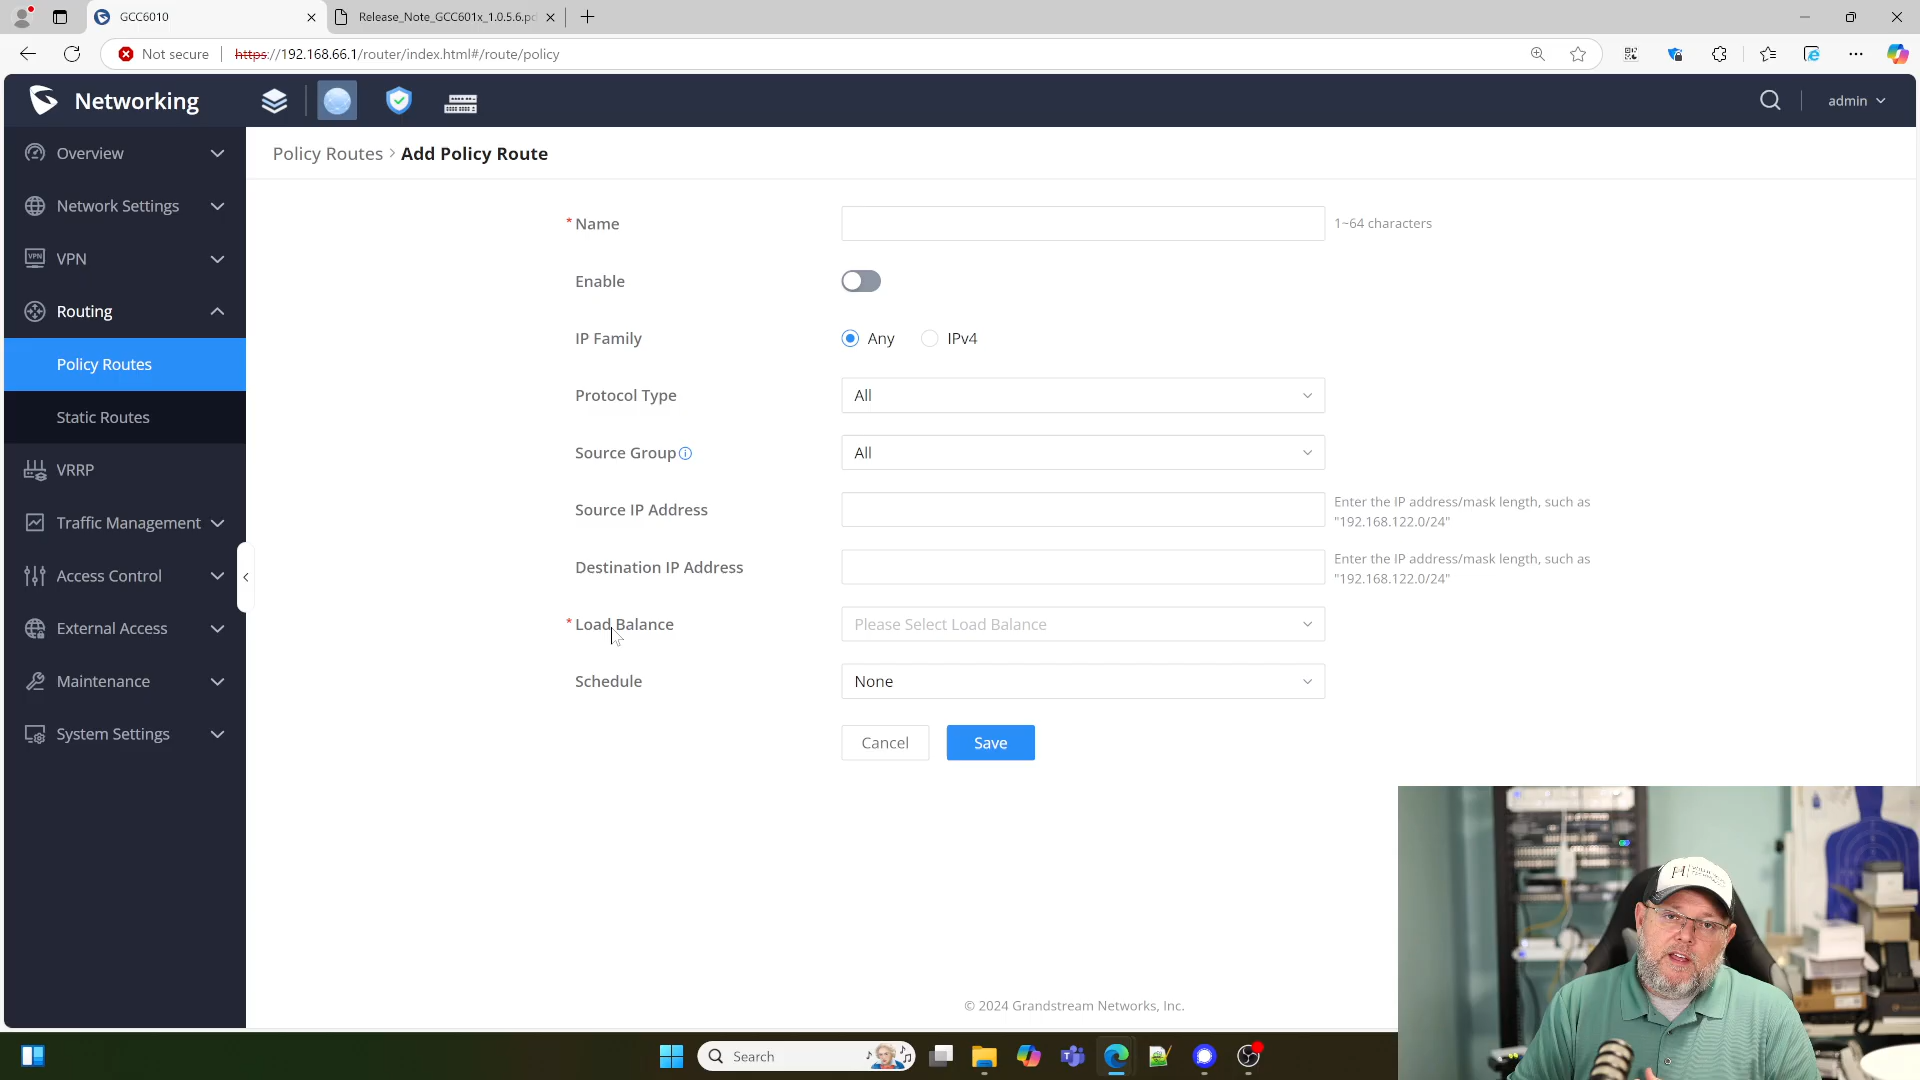 GCC6010
Release_Note_GCC601x_1.0.5.6.pd
Not secure
https://192.168.66.1/router/index.html#/route/policy
Networking
admin
Overview
Network Settings
VPN
VPN
Routing
Policy Routes
Static Routes
VRRP
Traffic Management
Access Control
External Access
Maintenance
System Settings
Policy Routes > Add Policy Route
* Name
1~64 characters
Enable
IP Family
Any
IPv4
Protocol Type
All
Source Group
All
Source IP Address
Enter the IP address/mask length, such as
"192.168.122.0/24"
Destination IP Address
Enter the IP address/mask length, such as
"192.168.122.0/24"
* Load Balance
Please Select Load Balance
Schedule
None
Cancel
Save
© 2024 Grandstream Networks, Inc.
Search